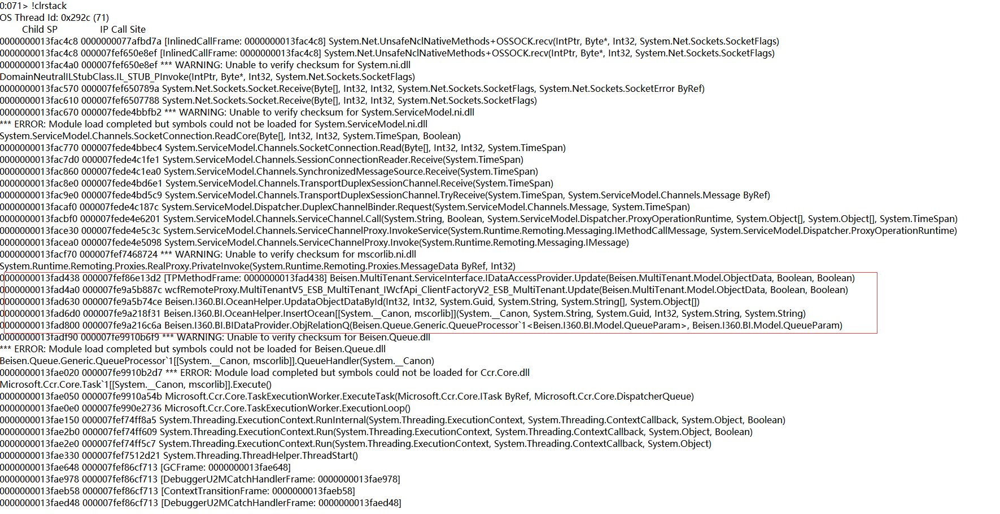 0:071> !clrstack
OS Thread Id: 0x292c (71)
Child SP IP Call Site
0000000013fac4c8 0000000077afbd7a [InlinedCallFrame: 0000000013fac4c8] System.Net.UnsafeNclNativeMethods+OSSOCK.recv(IntPtr, Byte*, Int32, System.Net.Sockets.SocketFlags)
0000000013fac4c8 000007fef650e8ef [InlinedCallFrame: 0000000013fac4c8] System.Net.UnsafeNclNativeMethods+OSSOCK.recv(IntPtr, Byte*, Int32, System.Net.Sockets.SocketFlags)
0000000013fac4a0 000007fef650e8ef *** WARNING: Unable to verify checksum for System.ni.dll
DomainNeutralILStubClass.IL_STUB_PInvoke(IntPtr, Byte*, Int32, System.Net.Sockets.SocketFlags)
0000000013fac570 000007fef650789a System.Net.Sockets.Socket.Receive(Byte[], Int32, Int32, System.Net.Sockets.SocketFlags, System.Net.Sockets.SocketError ByRef)
0000000013fac610 000007fef6507788 System.Net.Sockets.Socket.Receive(Byte[], Int32, Int32, System.Net.Sockets.SocketFlags)
0000000013fac670 000007fede4bbfb2 *** WARNING: Unable to verify checksum for System.ServiceModel.ni.dll
*** ERROR: Module load completed but symbols could not be loaded for System.ServiceModel.ni.dll
System.ServiceModel.Channels.SocketConnection.ReadCore(Byte[], Int32, Int32, System.TimeSpan, Boolean)
0000000013fac770 000007fede4bbec4 System.ServiceModel.Channels.SocketConnection.Read(Byte[], Int32, Int32, System.TimeSpan)
0000000013fac7d0 000007fede4c1fe1 System.ServiceModel.Channels.SessionConnectionReader.Receive(System.TimeSpan)
0000000013fac860 000007fede4c1ea0 System.ServiceModel.Channels.SynchronizedMessageSource.Receive(System.TimeSpan)
0000000013fac8e0 000007fede4bd6e1 System.ServiceModel.Channels.TransportDuplexSessionChannel.Receive(System.TimeSpan)
0000000013fac9e0 000007fede4bd5c9 System.ServiceModel.Channels.TransportDuplexSessionChannel.TryReceive(System.TimeSpan, System.ServiceModel.Channels.Message ByRef)
0000000013facaf0 000007fede4c187c System.ServiceModel.Dispatcher.DuplexChannelBinder.Request(System.ServiceModel.Channels.Message, System.TimeSpan)
0000000013facbf0 000007fede4e6201 System.ServiceModel.Channels.ServiceChannel.Call(System.String, Boolean, System.ServiceModel.Dispatcher.ProxyOperationRuntime, System.Object[], System.Object[], System.TimeSpan)
0000000013face30 000007fede4e5c3c System.ServiceModel.Channels.ServiceChannelProxy.InvokeService(System.Runtime.Remoting.Messaging.IMethodCallMessage, System.ServiceModel.Dispatcher.ProxyOperationRuntime)
0000000013facea0 000007fede4e5098 System.ServiceModel.Channels.ServiceChannelProxy.Invoke(System.Runtime.Remoting.Messaging.IMessage)
0000000013facf70 000007fef7468724 *** WARNING: Unable to verify checksum for mscorlib.ni.dll
System.Runtime.Remoting.Proxies.RealProxy.PrivateInvoke(System.Runtime.Remoting.Proxies.MessageData ByRef, Int32)
0000000013fad438 000007fef86e13d2 [TPMethodFrame: 0000000013fad438] Beisen.MultiTenant.ServiceInterface.IDataAccessProvider.Update(Beisen.MultiTenant.Model.ObjectData, Boolean, Boolean)
0000000013fad4a0 000007fe9a5b887c wcfRemoteProxy.MultiTenantV5_ESB_MultiTenant_IWcfApi_ClientFactoryV2_ESB_MultiTenant.Update(Beisen.MultiTenant.Model.ObjectData, Boolean, Boolean)
0000000013fad630 000007fe9a5b74ce Beisen.I360.BI.OceanHelper.UpdataObjectDataById(Int32, Int32, System.Guid, System.String, System.String[], System.Object[])
0000000013fad6d0 000007fe9a218f31 Beisen.I360.BI.OceanHelper.InsertOcean[[System.__Canon, mscorlib]](System.__Canon, System.String, System.Guid, Int32, System.String, System.String)
0000000013fad800 000007fe9a216c6a Beisen.I360.BI.BIDataProvider.ObjRelationQ(Beisen.Queue.Generic.QueueProcessor`1<Beisen.I360.BI.Model.QueueParam>, Beisen.I360.BI.Model.QueueParam)
0000000013fadf90 000007fe9910b6f9 *** WARNING: Unable to verify checksum for Beisen.Queue.dll
*** ERROR: Module load completed but symbols could not be loaded for Beisen.Queue.dll
Beisen.Queue.Generic.QueueProcessor`1[[System.__Canon, mscorlib]].QueueHandler(System.__Canon)
0000000013fae020 000007fe9910b2d7 *** ERROR: Module load completed but symbols could not be loaded for Ccr.Core.dll
Microsoft.Ccr.Core.Task`1[[System.__Canon, mscorlib]].Execute()
0000000013fae050 000007fe9910a54b Microsoft.Ccr.Core.TaskExecutionWorker.ExecuteTask(Microsoft.Ccr.Core.ITask ByRef, Microsoft.Ccr.Core.DispatcherQueue)
0000000013fae0e0 000007fe990e2736 Microsoft.Ccr.Core.TaskExecutionWorker.ExecutionLoop()
0000000013fae150 000007fef74ff8a5 System.Threading.ExecutionContext.RunInternal(System.Threading.ExecutionContext, System.Threading.ContextCallback, System.Object, Boolean)
0000000013fae2b0 000007fef74ff609 System.Threading.ExecutionContext.Run(System.Threading.ExecutionContext, System.Threading.ContextCallback, System.Object, Boolean)
0000000013fae2e0 000007fef74ff5c7 System.Threading.ExecutionContext.Run(System.Threading.ExecutionContext, System.Threading.ContextCallback, System.Object)
0000000013fae330 000007fef7512d21 System.Threading.ThreadHelper.ThreadStart()
0000000013fae648 000007fef86cf713 [GCFrame: 0000000013fae648]
0000000013fae978 000007fef86cf713 [DebuggerU2MCatchHandlerFrame: 0000000013fae978]
0000000013faeb58 000007fef86cf713 [ContextTransitionFrame: 0000000013faeb58]
0000000013faed48 000007fef86cf713 [DebuggerU2MCatchHandlerFrame: 0000000013faed48]